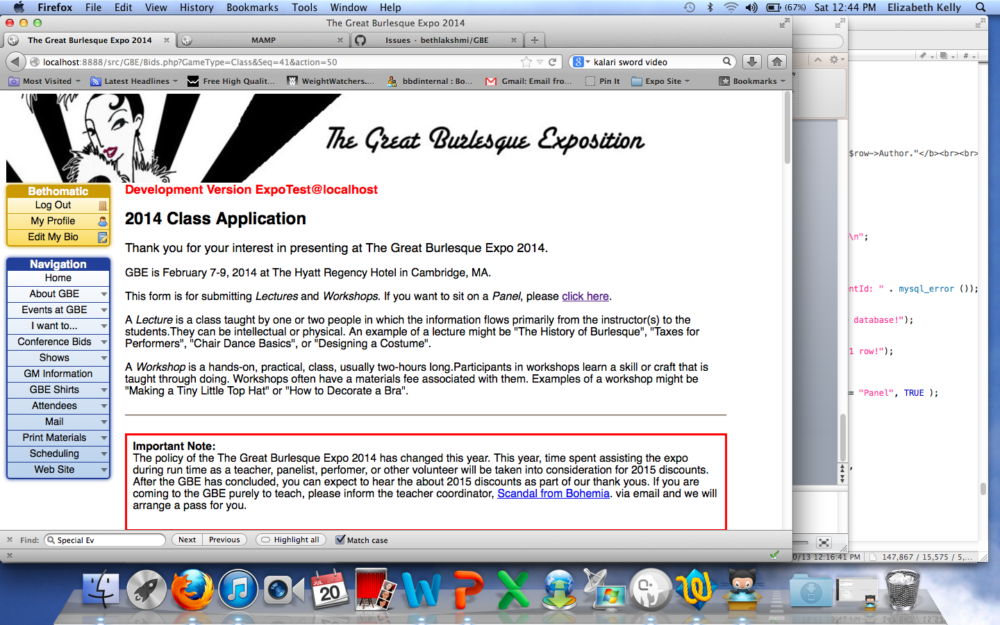 Firefox File Edit View History Bookmarks Tools Window Help (67%) Sat 12:44 PM Elizabeth Kelly
The Great Burlesque Expo 2014
The Great Burlesque Expo 2014 MAMP Issues · bethlakshmi/GBE
localhost:8888/src/GBE/Bids.php?GameType=Class&Seq=41&action=50 kalari sword video
Most Visited Latest Headlines Free High Qualit... WeightWatchers.... bbdinternal : Bo... Gmail: Email fro... Pin It Expo Site Bookmarks
The Great Burlesque Exposition
Bethomatic
Log Out
My Profile
Edit My Bio
Navigation
Home
About GBE
Events at GBE
I want to...
Conference Bids
Shows
GM Information
GBE Shirts
Attendees
Mail
Print Materials
Scheduling
Web Site
Development Version ExpoTest@localhost
2014 Class Application
Thank you for your interest in presenting at The Great Burlesque Expo 2014.
GBE is February 7-9, 2014 at The Hyatt Regency Hotel in Cambridge, MA.
This form is for submitting Lectures and Workshops. If you want to sit on a Panel, please click here.
A Lecture is a class taught by one or two people in which the information flows primarily from the instructor(s) to the
students.They can be intellectual or physical. An example of a lecture might be "The History of Burlesque", "Taxes for
Performers", "Chair Dance Basics", or "Designing a Costume".
A Workshop is a hands-on, practical, class, usually two-hours long.Participants in workshops learn a skill or craft that is
taught through doing. Workshops often have a materials fee associated with them. Examples of a workshop might be
"Making a Tiny Little Top Hat" or "How to Decorate a Bra".
Important Note:
The policy of the The Great Burlesque Expo 2014 has changed this year. This year, time spent assisting the expo
during run time as a teacher, panelist, perfomer, or other volunteer will be taken into consideration for 2015 discounts.
After the GBE has concluded, you can expect to hear the about 2015 discounts as part of our thank yous. If you are
coming to the GBE purely to teach, please inform the teacher coordinator, Scandal from Bohemia. via email and we will
arrange a pass for you.
Find: Special Ev Next Previous Highlight all Match case
#
$row->Author."</b><br><br>
\n";
ntId: " . mysql_error ());
database!");
1 row!");
== "Panel", TRUE );
0/13 12:16:41 PM 147,867 / 15,575 / 5,...
JUL
20